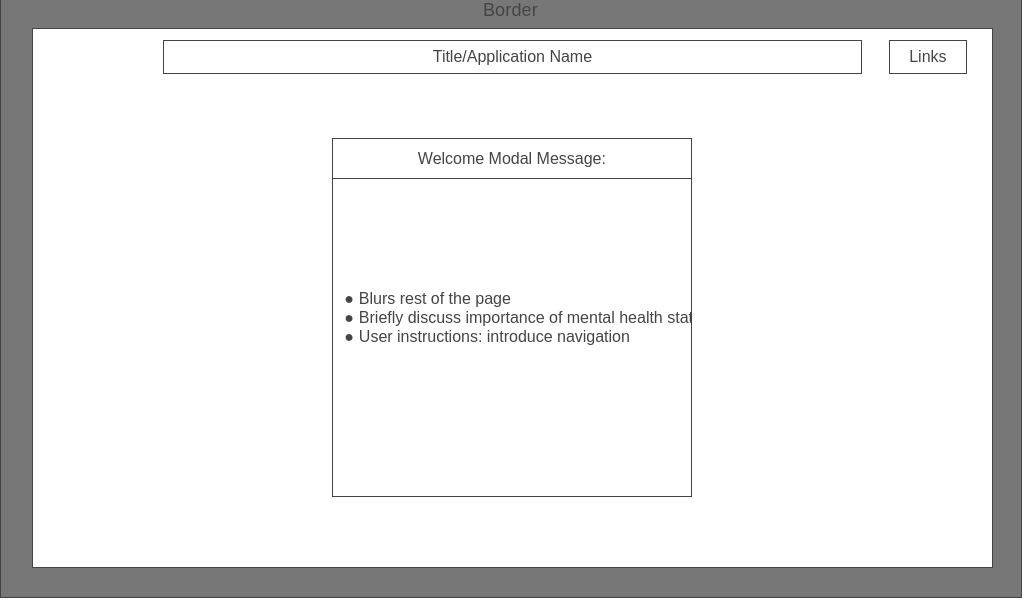 Border
Title/Application Name
Links
Welcome Modal Message:
● Blurs rest of the page
● Briefly discuss importance of mental health stat
● User instructions: introduce navigation